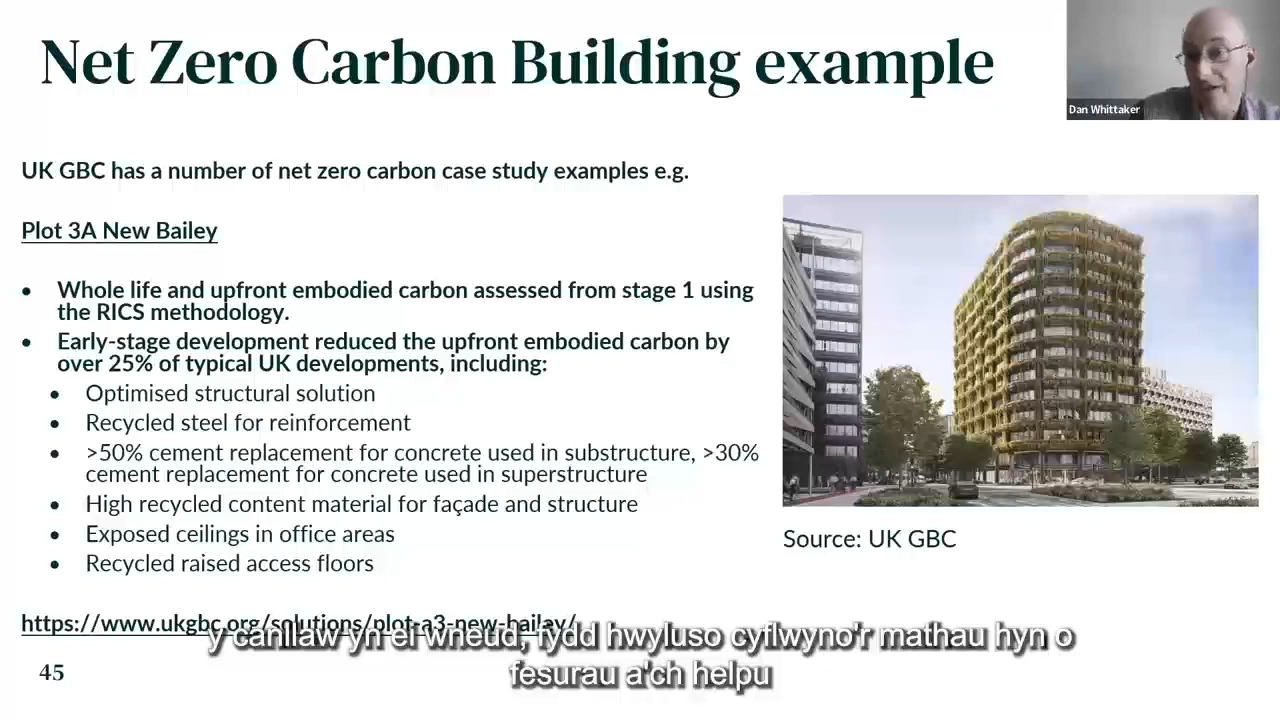 Net Zero Carbon Building example
Dan Whittaker
UK GBC has a number of net zero carbon case study examples e.g.
Plot 3A New Bailey
• Whole life and upfront embodied carbon assessed from stage 1 using
the RICS methodology.
• Early-stage development reduced the upfront embodied carbon by
over 25% of typical UK developments, including:
• Optimised structural solution
• Recycled steel for reinforcement
• >50% cement replacement for concrete used in substructure, >30%
cement replacement for concrete used in superstructure
• High recycled content material for façade and structure
• Exposed ceilings in office areas
• Recycled raised access floors
Source: UK GBC
https://www.ukgbc.org/solutions/plot-a3-new-bailey/
y canllaw yn ei wneud, fydd hwyluso cyflwyno'r mathau hyn o
fesurau a'ch helpu
45